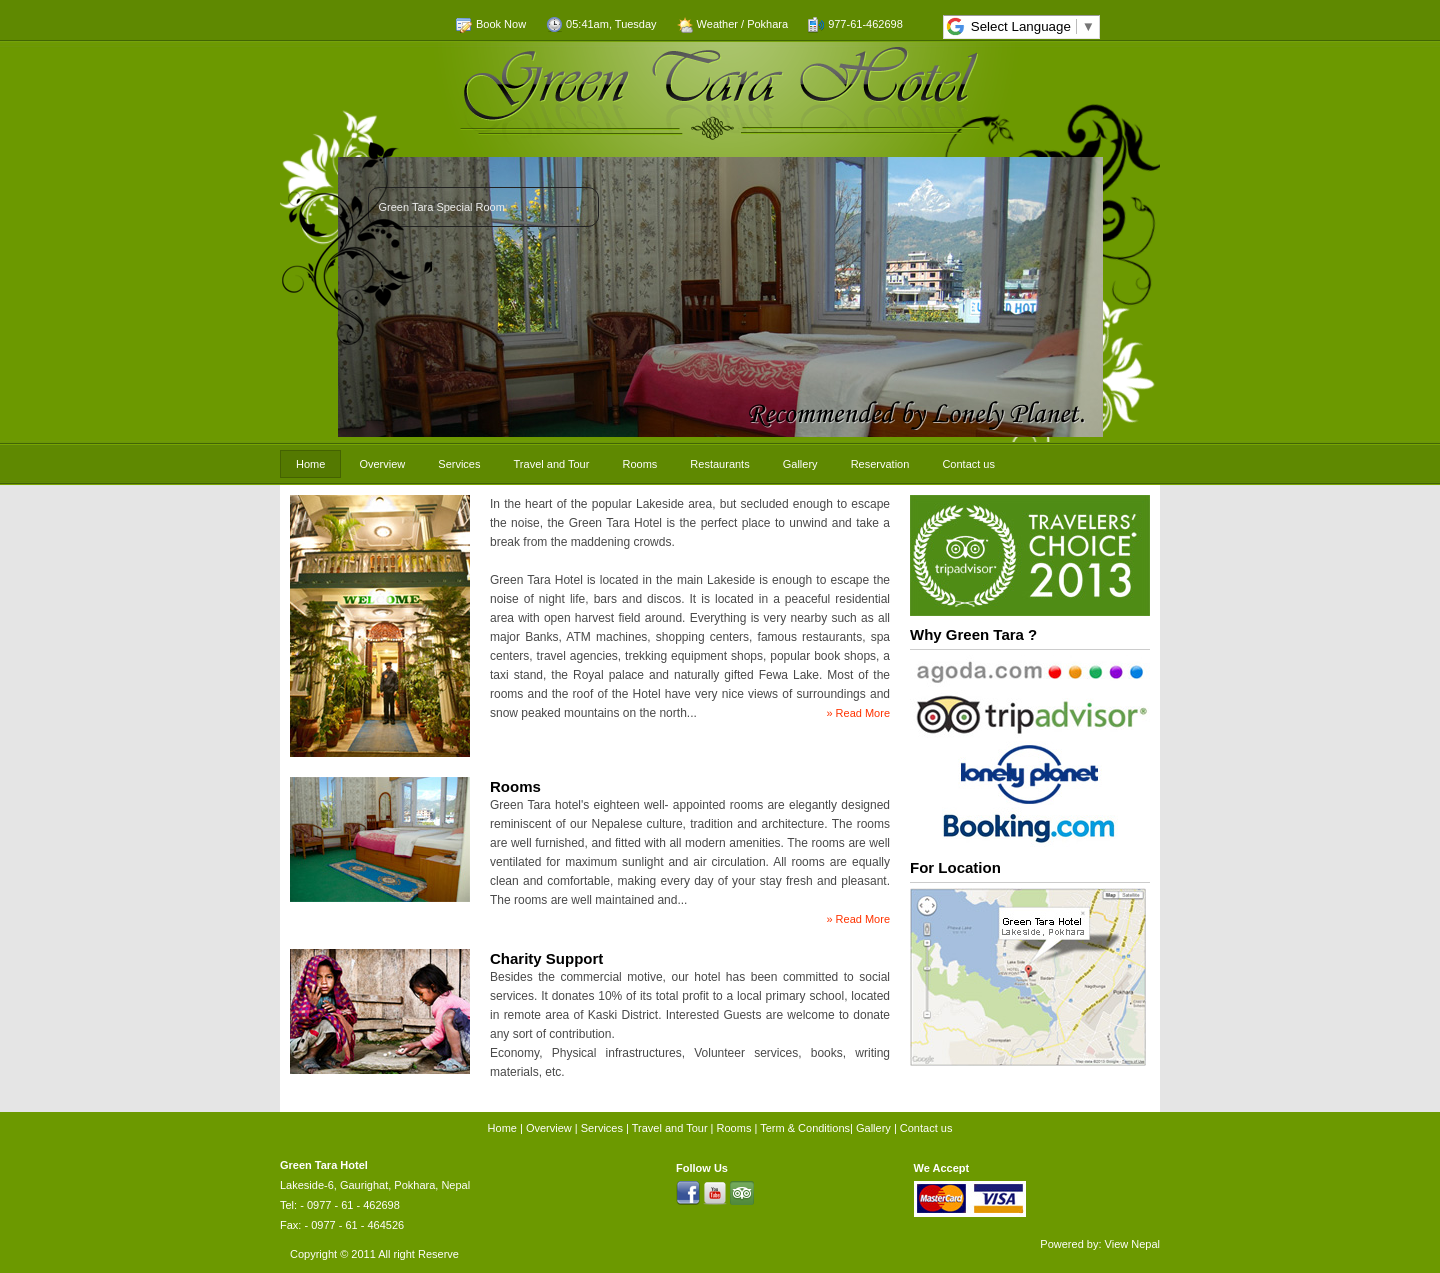 Book Now
05:41am, Tuesday
Weather / Pokhara
977-61-462698
Select Language ▼
Green Tara Hotel
Green Tara Special Room.
Recommended by Lonely Planet.
Home
Overview
Services
Travel and Tour
Rooms
Restaurants
Gallery
Reservation
Contact us
WELCOME
In the heart of the popular Lakeside area, but secluded enough to escape
the noise, the Green Tara Hotel is the perfect place to unwind and take a
break from the maddening crowds.
Green Tara Hotel is located in the main Lakeside is enough to escape the
noise of night life, bars and discos. It is located in a peaceful residential
area with open harvest field around. Everything is very nearby such as all
major Banks, ATM machines, shopping centers, famous restaurants, spa
centers, travel agencies, trekking equipment shops, popular book shops, a
taxi stand, the Royal palace and naturally gifted Fewa Lake. Most of the
rooms and the roof of the Hotel have very nice views of surroundings and
snow peaked mountains on the north...
» Read More
Rooms
Green Tara hotel's eighteen well- appointed rooms are elegantly designed
reminiscent of our Nepalese culture, tradition and architecture. The rooms
are well furnished, and fitted with all modern amenities. The rooms are well
ventilated for maximum sunlight and air circulation. All rooms are equally
clean and comfortable, making every day of your stay fresh and pleasant.
The rooms are well maintained and...
» Read More
Charity Support
Besides the commercial motive, our hotel has been committed to social
services. It donates 10% of its total profit to a local primary school, located
in remote area of Kaski District. Interested Guests are welcome to donate
any sort of contribution.
Economy, Physical infrastructures, Volunteer services, books, writing
materials, etc.
tripadvisor®
TRAVELERS'
CHOICE®
2013
Why Green Tara ?
agoda.com
tripadvisor®
lonely planet
Booking.com
For Location
Map
Satellite
Green Tara Hotel
Lakeside, Pokhara
Pokhara
Google
Home | Overview | Services | Travel and Tour | Rooms | Term & Conditions| Gallery | Contact us
Green Tara Hotel
Lakeside-6, Gaurighat, Pokhara, Nepal
Tel: - 0977 - 61 - 462698
Fax: - 0977 - 61 - 464526
Copyright © 2011 All right Reserve
Follow Us
You
We Accept
MasterCard
VISA
Powered by: View Nepal